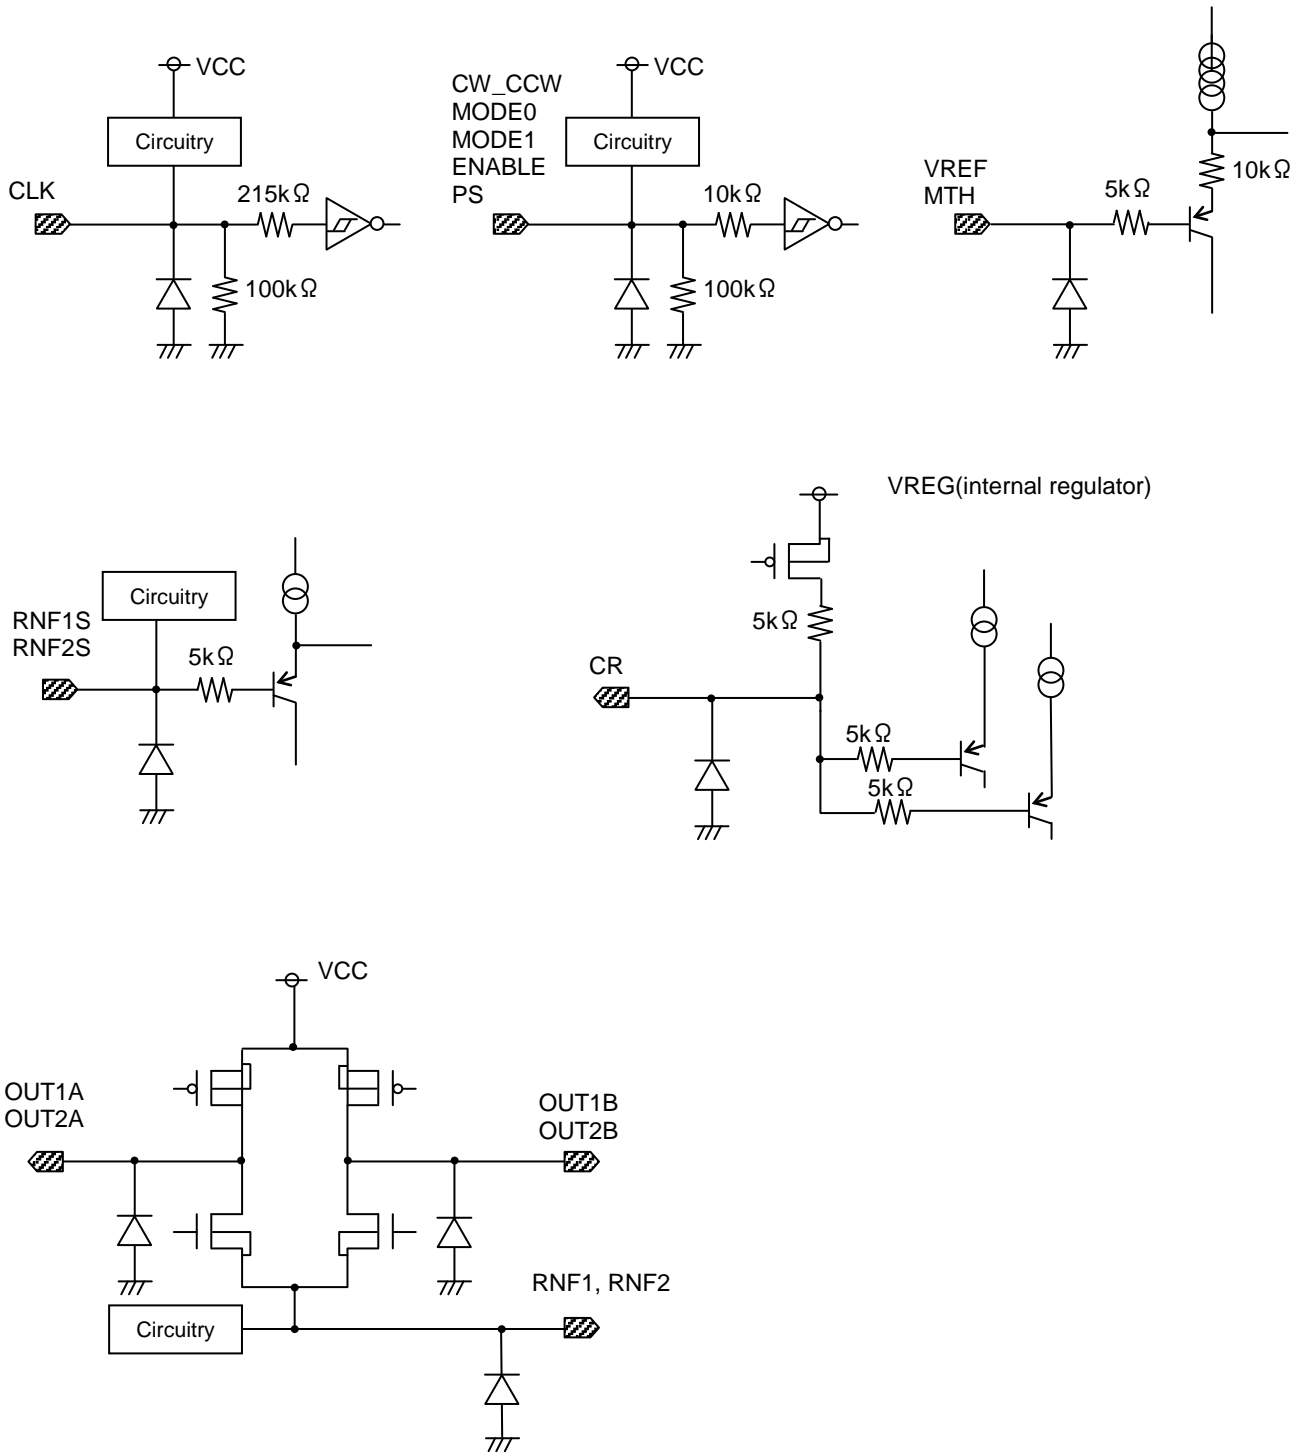 VCC
Circuitry
CLK
215kΩ
100kΩ
CW_CCW
MODE0
MODE1
ENABLE
PS
VCC
Circuitry
10kΩ
100kΩ
VREF
MTH
5kΩ
10kΩ
RNF1S
RNF2S
Circuitry
5kΩ
VREG(internal regulator)
5kΩ
CR
5kΩ
5kΩ
VCC
OUT1A
OUT2A
OUT1B
OUT2B
RNF1, RNF2
Circuitry